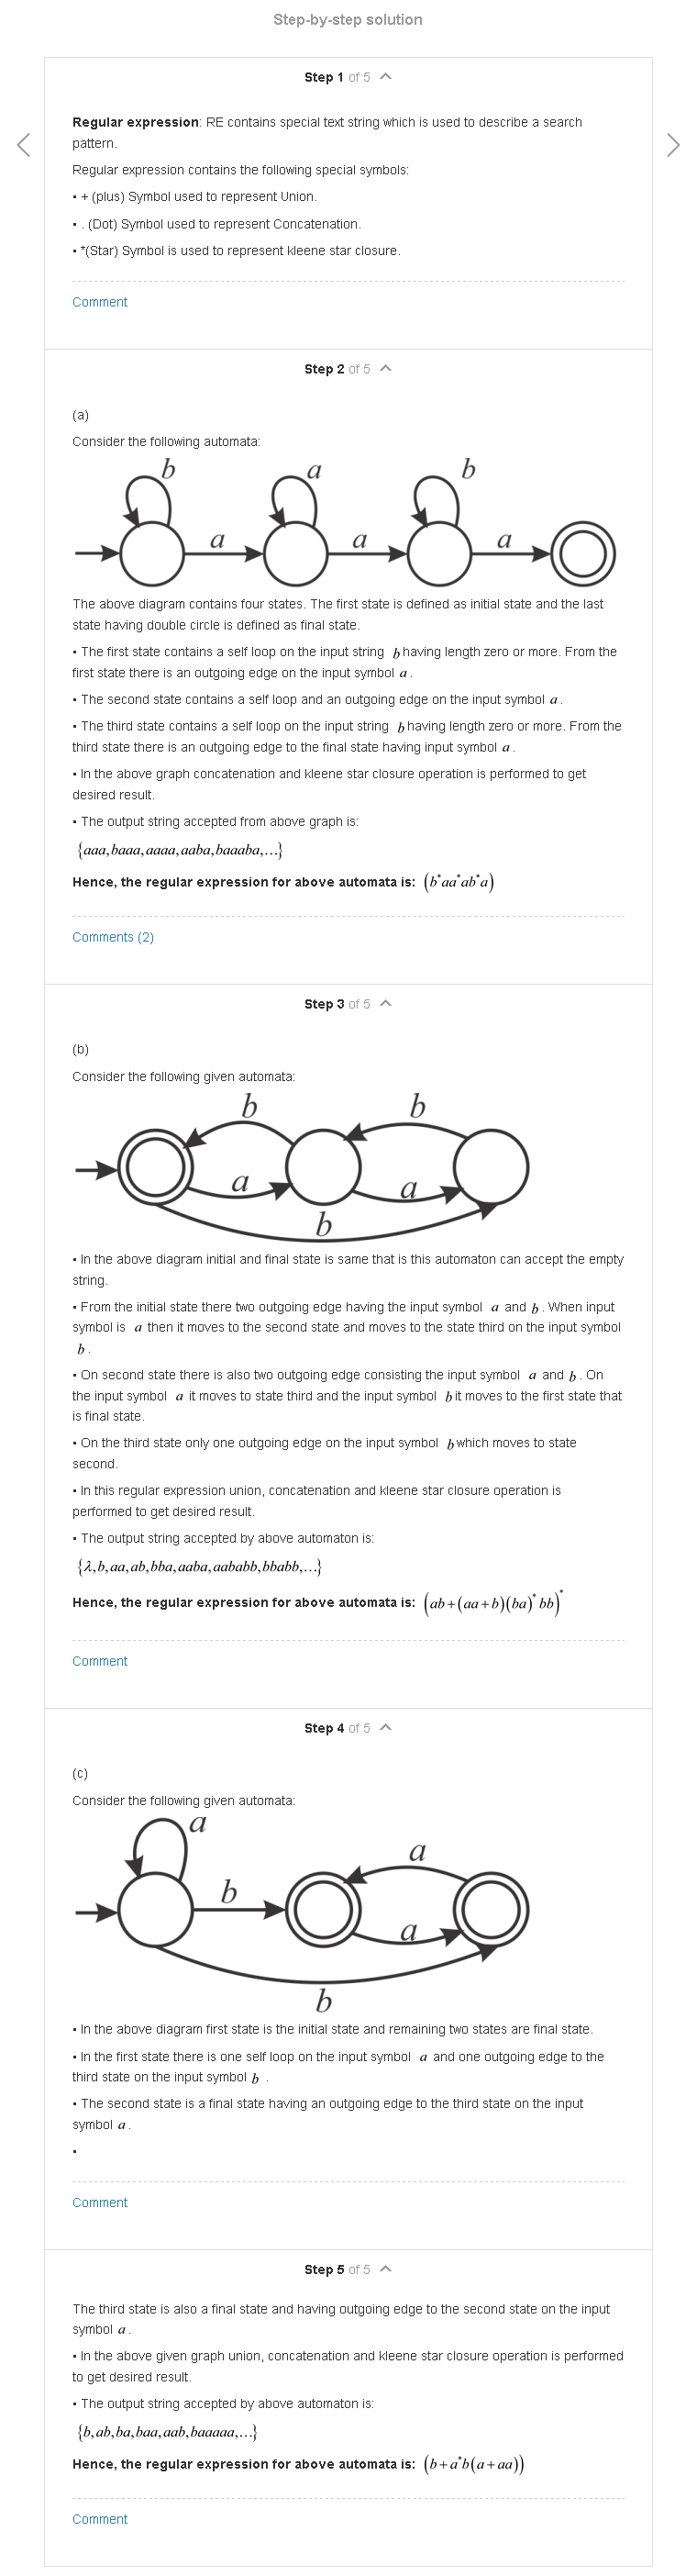 Step-by-step solution
Step 1 of 5
Regular expression: RE contains special text string which is used to describe a search
pattern.
Regular expression contains the following special symbols:
• + (plus) Symbol used to represent Union.
• . (Dot) Symbol used to represent Concatenation.
• *(Star) Symbol is used to represent kleene star closure.
Comment
Step 2 of 5
(a)
Consider the following automata:
b a b
a a a
The above diagram contains four states. The first state is defined as initial state and the last
state having double circle is defined as final state.
• The first state contains a self loop on the input string b having length zero or more. From the
first state there is an outgoing edge on the input symbol a .
• The second state contains a self loop and an outgoing edge on the input symbol a .
• The third state contains a self loop on the input string b having length zero or more. From the
third state there is an outgoing edge to the final state having input symbol a .
• In the above graph concatenation and kleene star closure operation is performed to get
desired result.
• The output string accepted from above graph is:
{aaa, baaa, aaaa, aaba, baaaba,...}
Hence, the regular expression for above automata is: (b*aa*ab*a)
Comments (2)
Step 3 of 5
(b)
Consider the following given automata:
b b
a a
b
• In the above diagram initial and final state is same that is this automaton can accept the empty
string.
• From the initial state there two outgoing edge having the input symbol a and b . When input
symbol is a then it moves to the second state and moves to the state third on the input symbol
b .
• On second state there is also two outgoing edge consisting the input symbol a and b . On
the input symbol a it moves to state third and the input symbol b it moves to the first state that
is final state.
• On the third state only one outgoing edge on the input symbol b which moves to state
second.
• In this regular expression union, concatenation and kleene star closure operation is
performed to get desired result.
• The output string accepted by above automaton is:
{λ, b, aa, ab, bba, aaba, aababb, bbabb,...}
Hence, the regular expression for above automata is: (ab+(aa+b)(ba)*bb)*
Comment
Step 4 of 5
(c)
Consider the following given automata:
a
b a
a
b
• In the above diagram first state is the initial state and remaining two states are final state.
• In the first state there is one self loop on the input symbol a and one outgoing edge to the
third state on the input symbol b .
• The second state is a final state having an outgoing edge to the third state on the input
symbol a .
•
Comment
Step 5 of 5
The third state is also a final state and having outgoing edge to the second state on the input
symbol a .
• In the above given graph union, concatenation and kleene star closure operation is performed
to get desired result.
• The output string accepted by above automaton is:
{b, ab, ba, baa, aab, baaaaa,...}
Hence, the regular expression for above automata is: (b+a*b(a+aa))
Comment